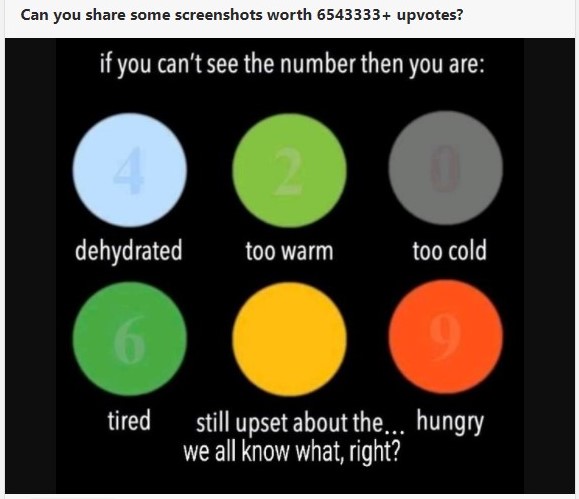 Can you share some screenshots worth 6543333+ upvotes?
if you can't see the number then you are:
4 2 0
dehydrated too warm too cold
6 9
tired still upset about the... hungry
we all know what, right?